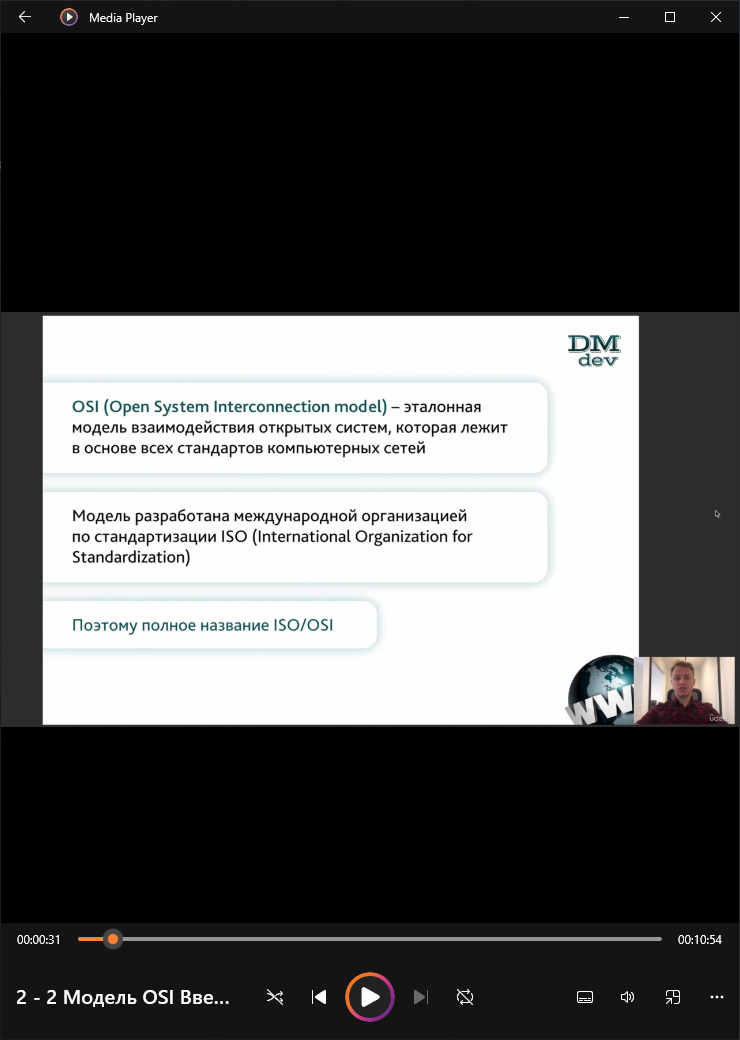 Media Player
DM
dev
OSI (Open System Interconnection model) – эталонная
модель взаимодействия открытых систем, которая лежит
в основе всех стандартов компьютерных сетей
Модель разработана международной организацией
по стандартизации ISO (International Organization for
Standardization)
Поэтому полное название ISO/OSI
WW
ûdemy
00:00:31
00:10:54
2 - 2 Модель OSI Вве...